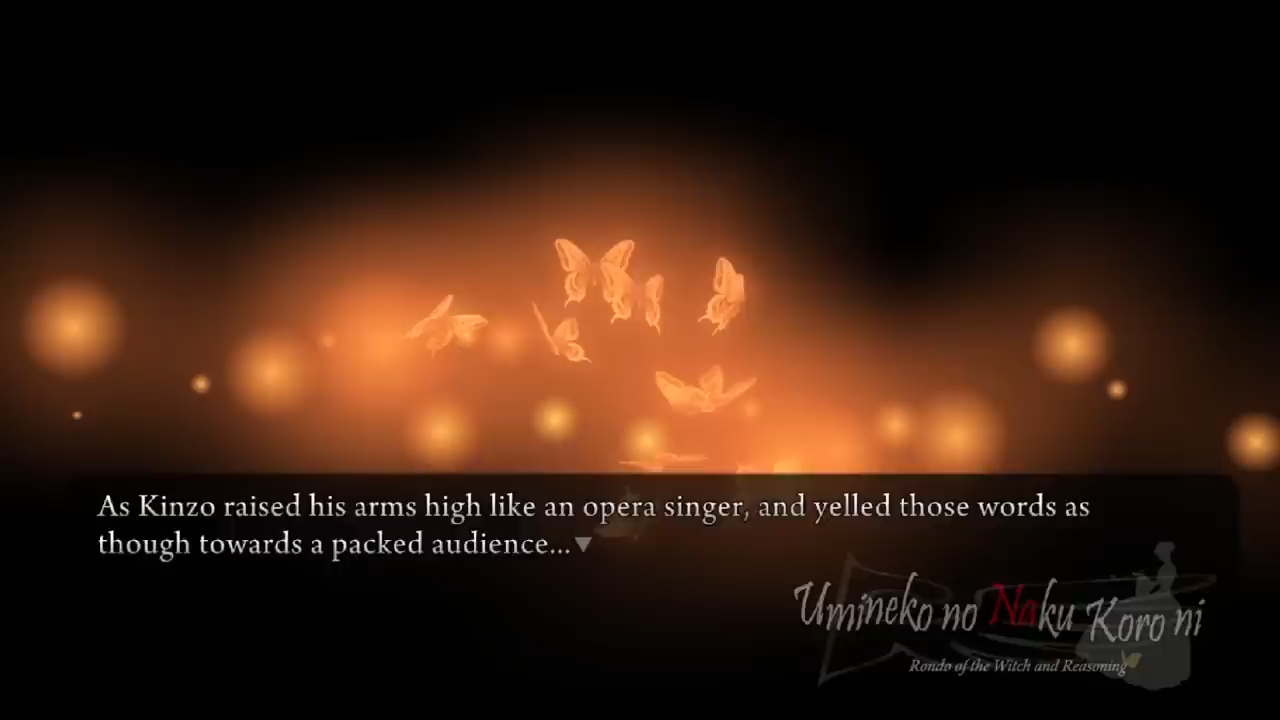 As Kinzo raised his arms high like an opera singer, and yelled those words as
though towards a packed audience...
Umineko no Naku Koro ni
Rondo of the Witch and Reasoning